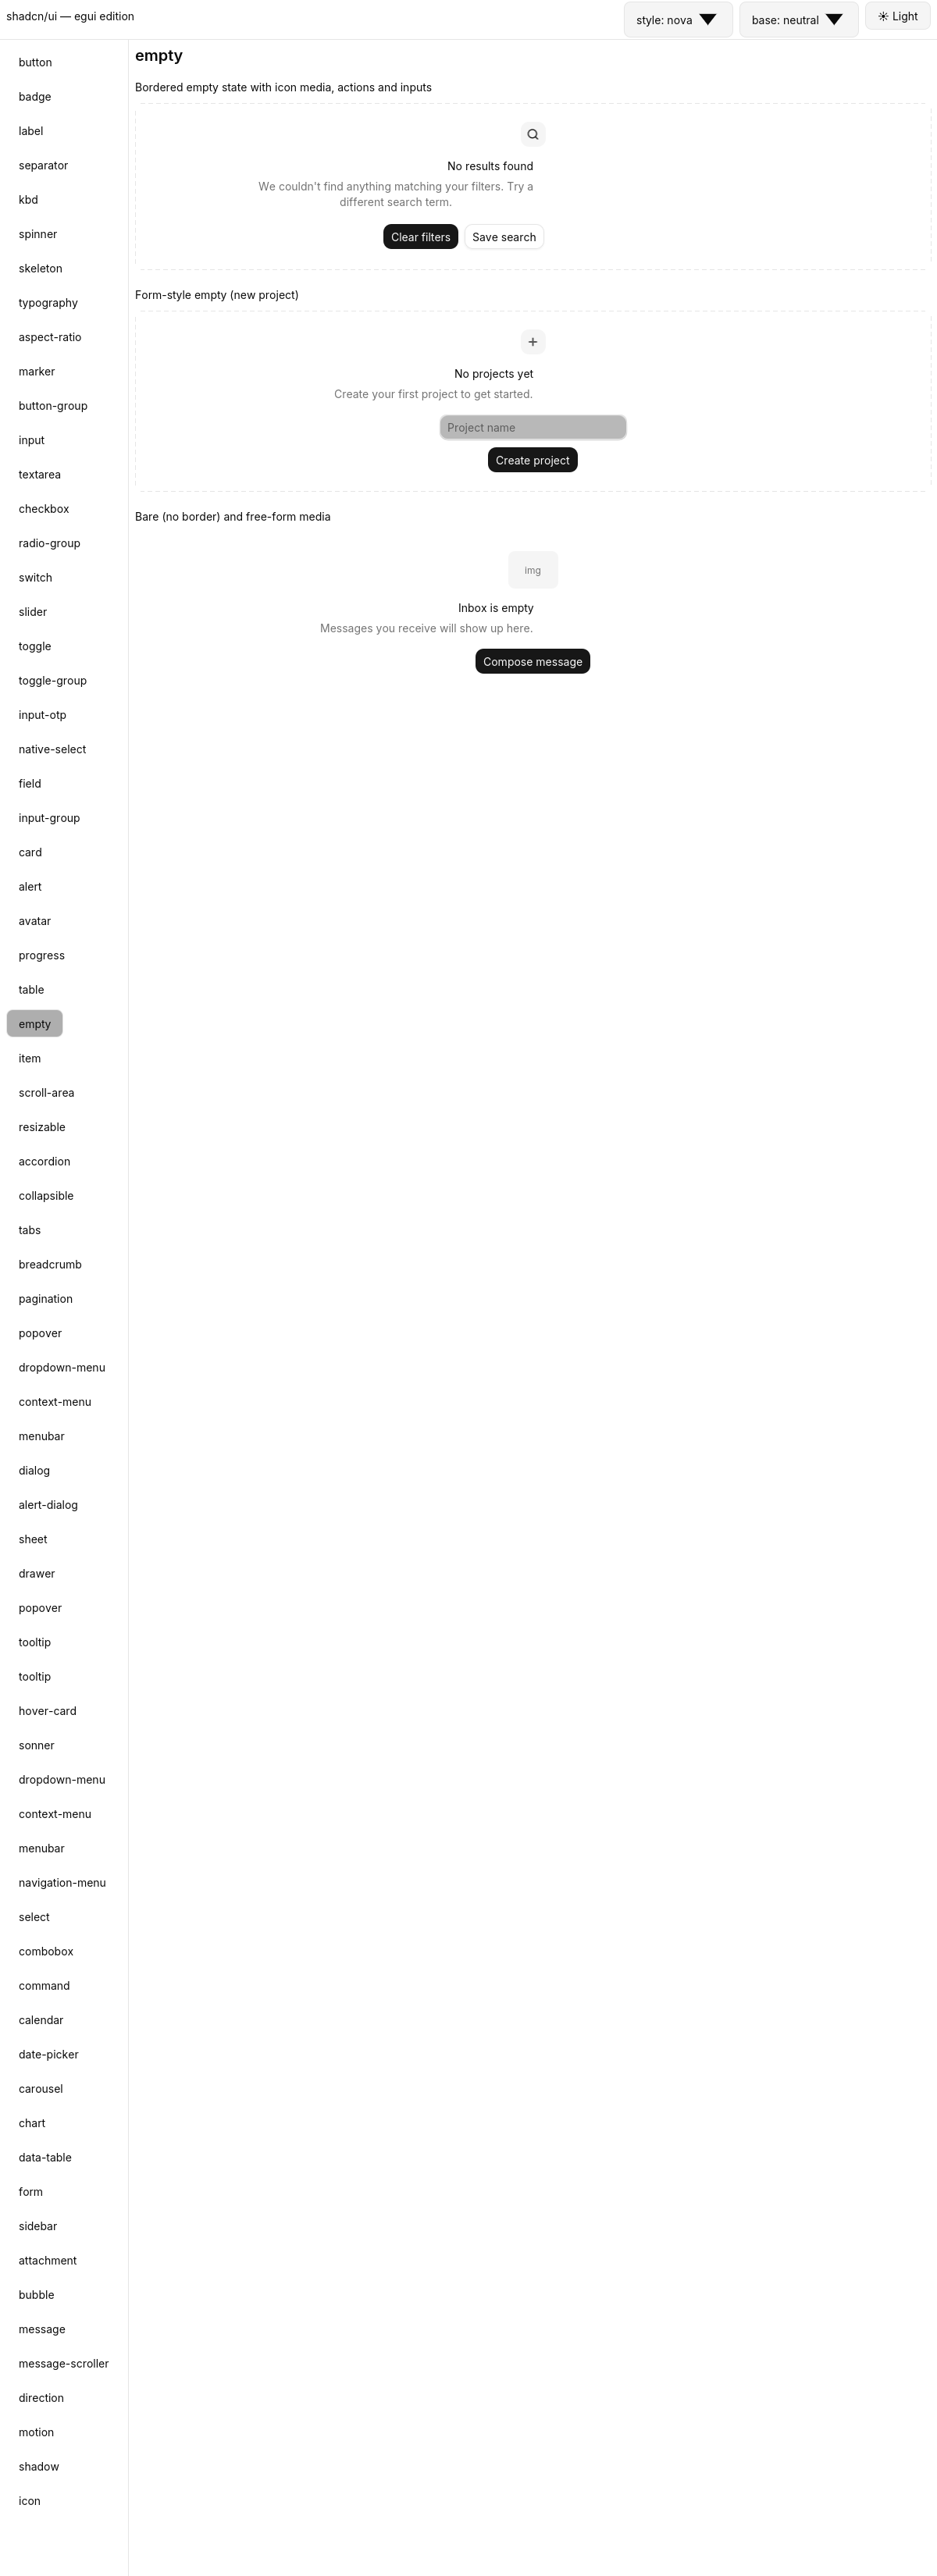 shadcn/ui — egui edition
style: nova
base: neutral
☀ Light
button
badge
label
separator
kbd
spinner
skeleton
typography
aspect-ratio
marker
button-group
input
textarea
checkbox
radio-group
switch
slider
toggle
toggle-group
input-otp
native-select
field
input-group
card
alert
avatar
progress
table
empty
item
scroll-area
resizable
accordion
collapsible
tabs
breadcrumb
pagination
popover
dropdown-menu
context-menu
menubar
dialog
alert-dialog
sheet
drawer
popover
tooltip
tooltip
hover-card
sonner
dropdown-menu
context-menu
menubar
navigation-menu
select
combobox
command
calendar
date-picker
carousel
chart
data-table
form
sidebar
attachment
bubble
message
message-scroller
direction
motion
shadow
icon
empty
Bordered empty state with icon media, actions and inputs
No results found
We couldn't find anything matching your filters. Try a
different search term.
Clear filters
Save search
Form-style empty (new project)
No projects yet
Create your first project to get started.
Project name
Create project
Bare (no border) and free-form media
img
Inbox is empty
Messages you receive will show up here.
Compose message